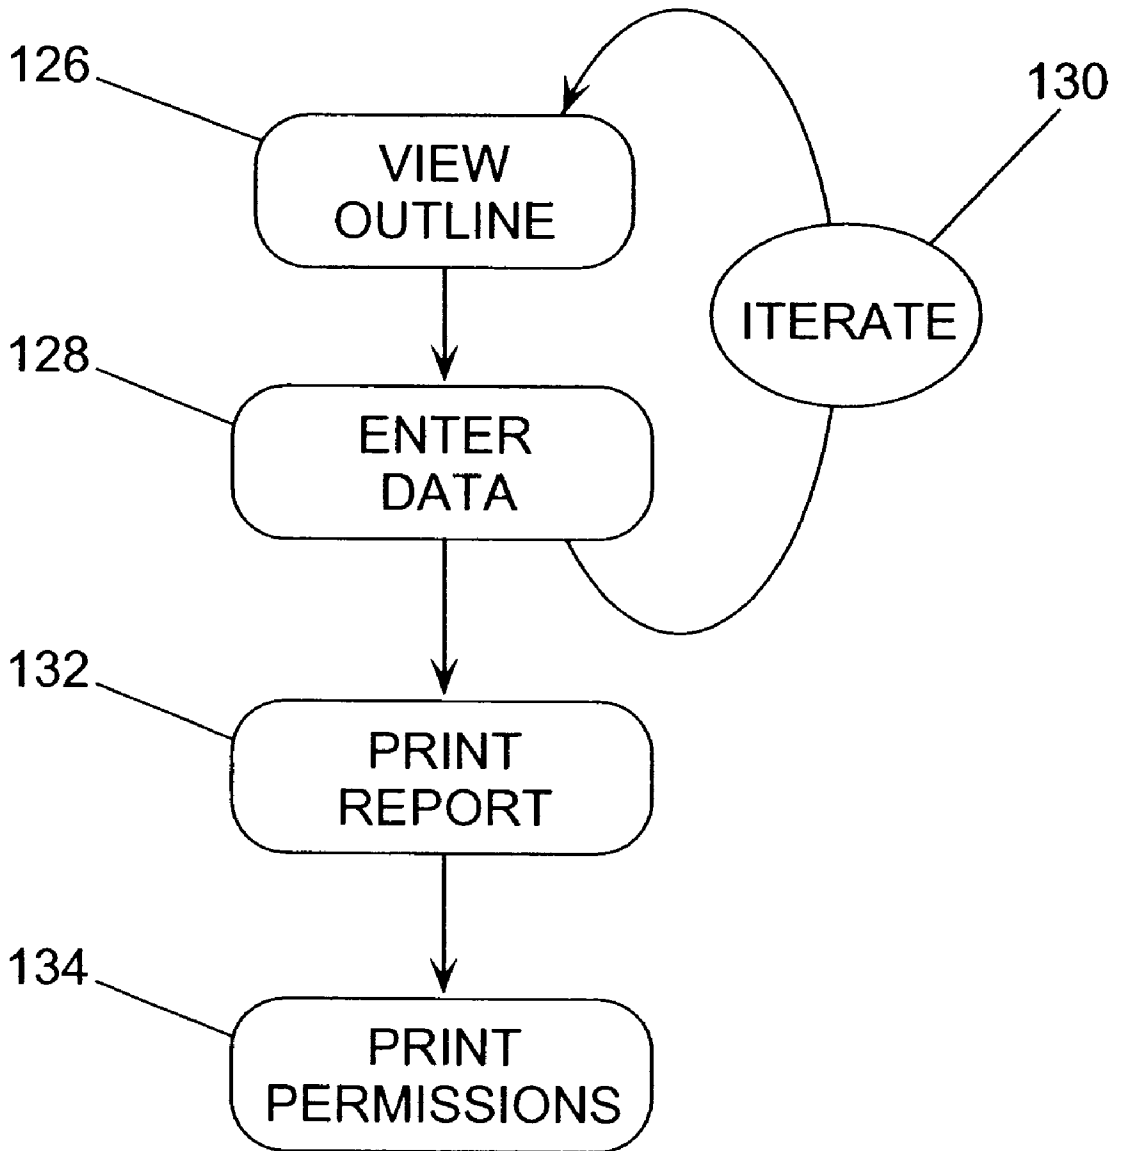 126
VIEW
OUTLINE
130
ITERATE
128
ENTER
DATA
132
PRINT
REPORT
134
PRINT
PERMISSIONS